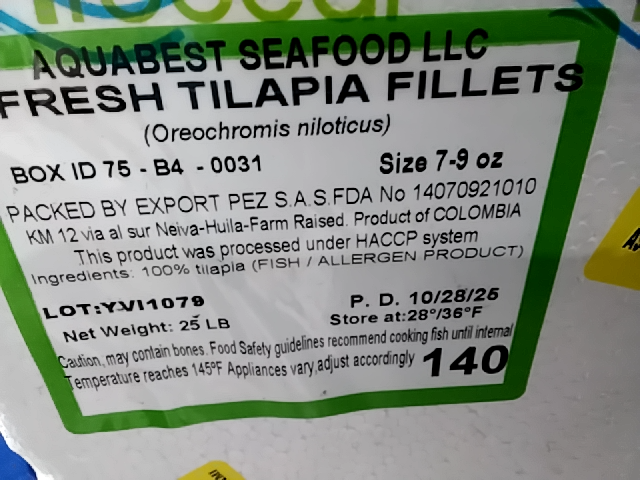 AQUABEST SEAFOOD LLC
FRESH TILAPIA FILLETS
(Oreochromis niloticus)
BOX ID 75 - B4 - 0031 Size 7-9 oz
PACKED BY EXPORT PEZ S.A.S.FDA No 14070921010
KM 12 via al sur Neiva-Huila-Farm Raised. Product of COLOMBIA
This product was processed under HACCP system
Ingredients: 100% tilapia (FISH / ALLERGEN PRODUCT)
LOT:YVI1079 P. D. 10/28/25
Net Weight: 25 LB Store at:28°/36°F
Caution, may contain bones. Food Safety guidelines recommend cooking fish until internal
Temperature reaches 145ºF Appliances vary,adjust accordingly 140